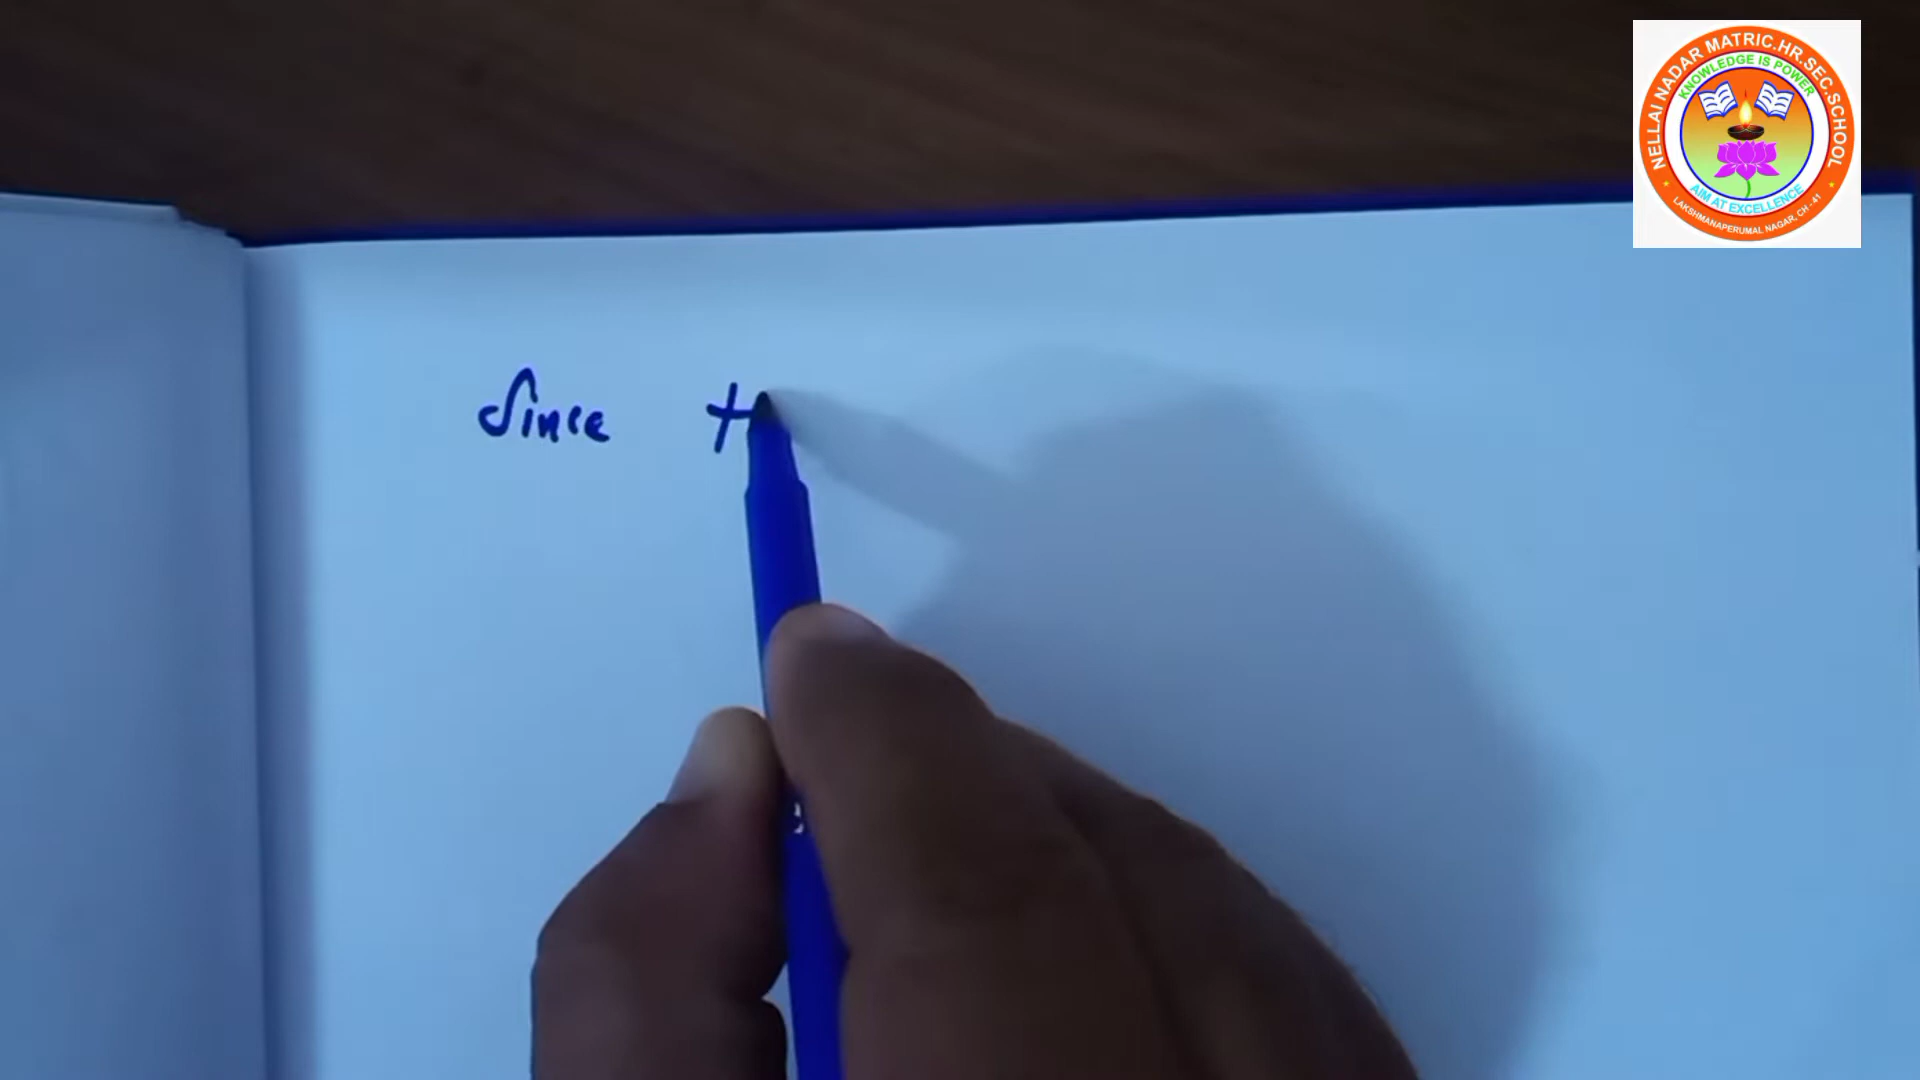 Since
NELLAI NADAR MATRIC.HR.SEC.SCHOOL
KNOWLEDGE IS POWER
AIM AT EXCELLENCE
LAKSHMANAPERUMAL NAGAR, CH - 41